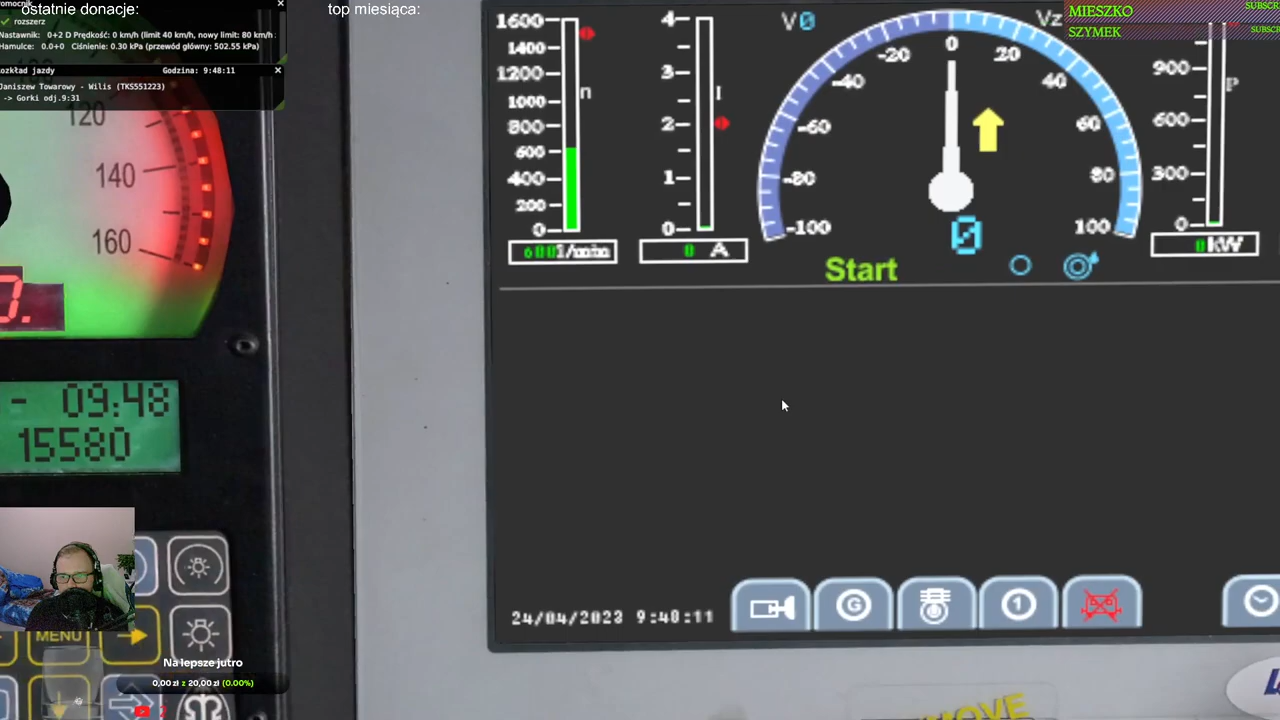 ostatnie donacje:
top miesiąca:
rozszerz
Nastawnik: 0+2 D Prędkość: 0 km/h (limit 40 km/h, nowy limit: 80 km/h
Hamulce: 0.0+0 Ciśnienie: 0.30 kPa (przewód główny: 502.55 kPa)
Godzina: 9:48:11
Janiszew Towarowy - Wilis (TKS551223)
-> Gorki odj.9:31
MIESZKO
SUBSCR
SZYMEK
SUBSC
120
140
160
1600
1400
1200
1000
800
600
400
200
0
n
600 1/min
4
3
2
1
0
I
0 A
V0
Vz
-100
-80
-60
-40
-20
0
20
40
60
80
100
0
Start
900
600
300
0
P
0 kW
- 09:48
15580
24/04/2023 9:48:11
G
1
MENU
Na lepsze jutro
0,00 zł z 20,00 zł (0.00%)
2
MOVE